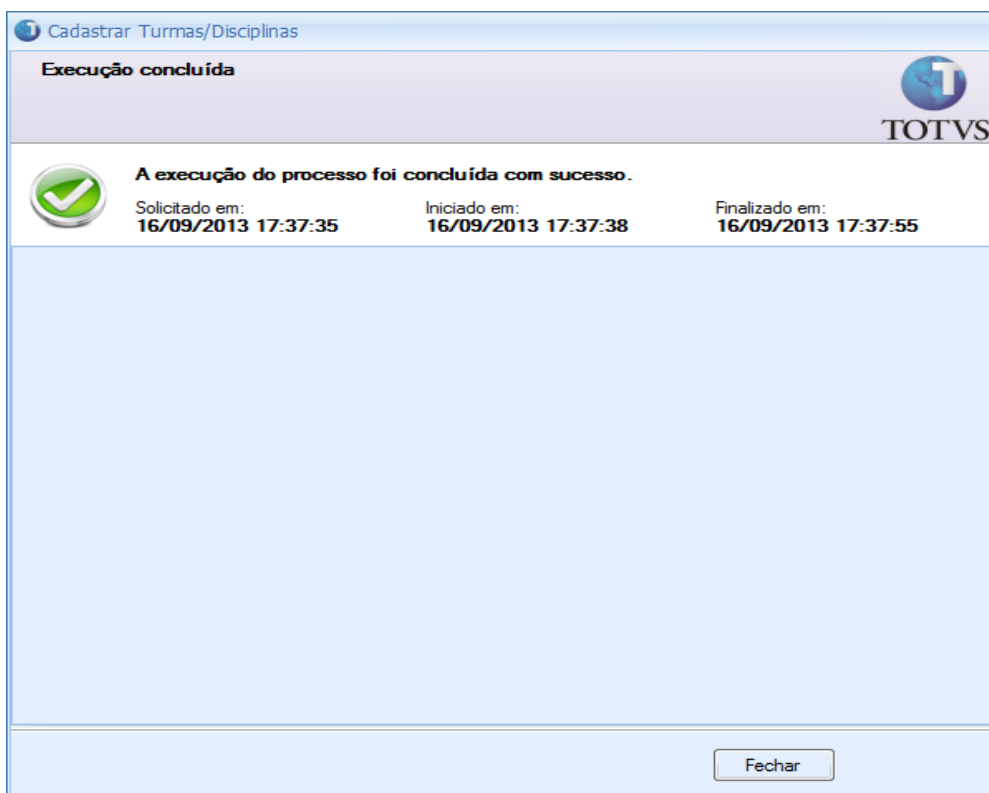 Cadastrar Turmas/Disciplinas
Execução concluída
TOTVS
A execução do processo foi concluída com sucesso.
Solicitado em: Iniciado em: Finalizado em:
16/09/2013 17:37:35 16/09/2013 17:37:38 16/09/2013 17:37:55
Fechar